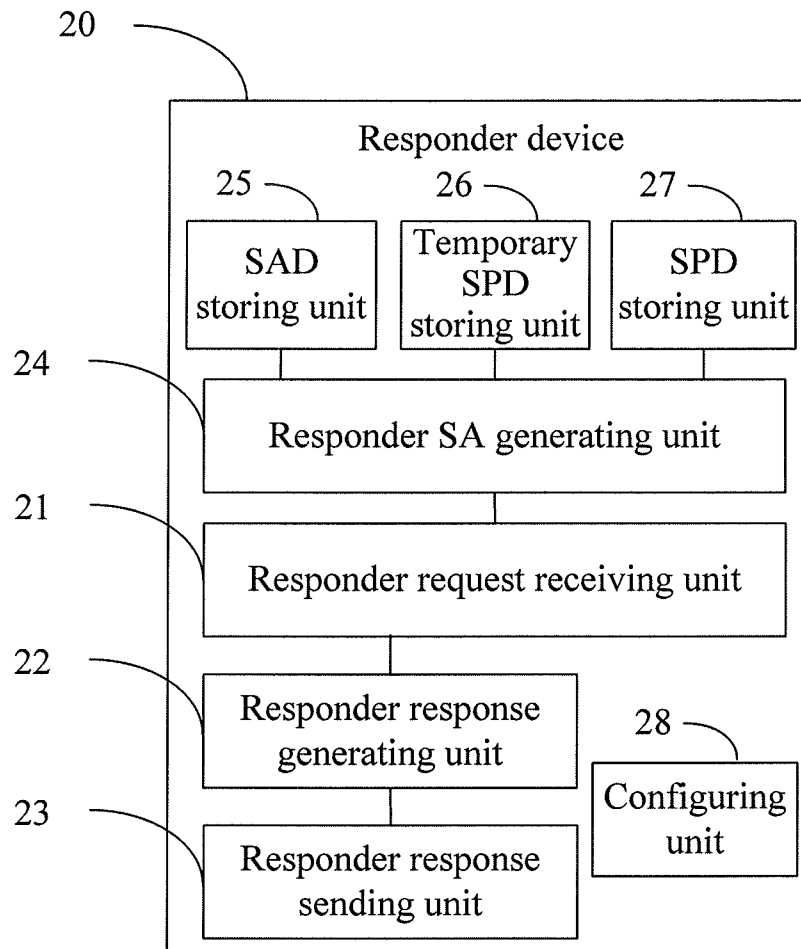 20
Responder device
25
26
27
SAD
storing unit
Temporary
SPD
storing unit
SPD
storing unit
24
Responder SA generating unit
21
Responder request receiving unit
22
Responder response
generating unit
28
Configuring
unit
23
Responder response
sending unit